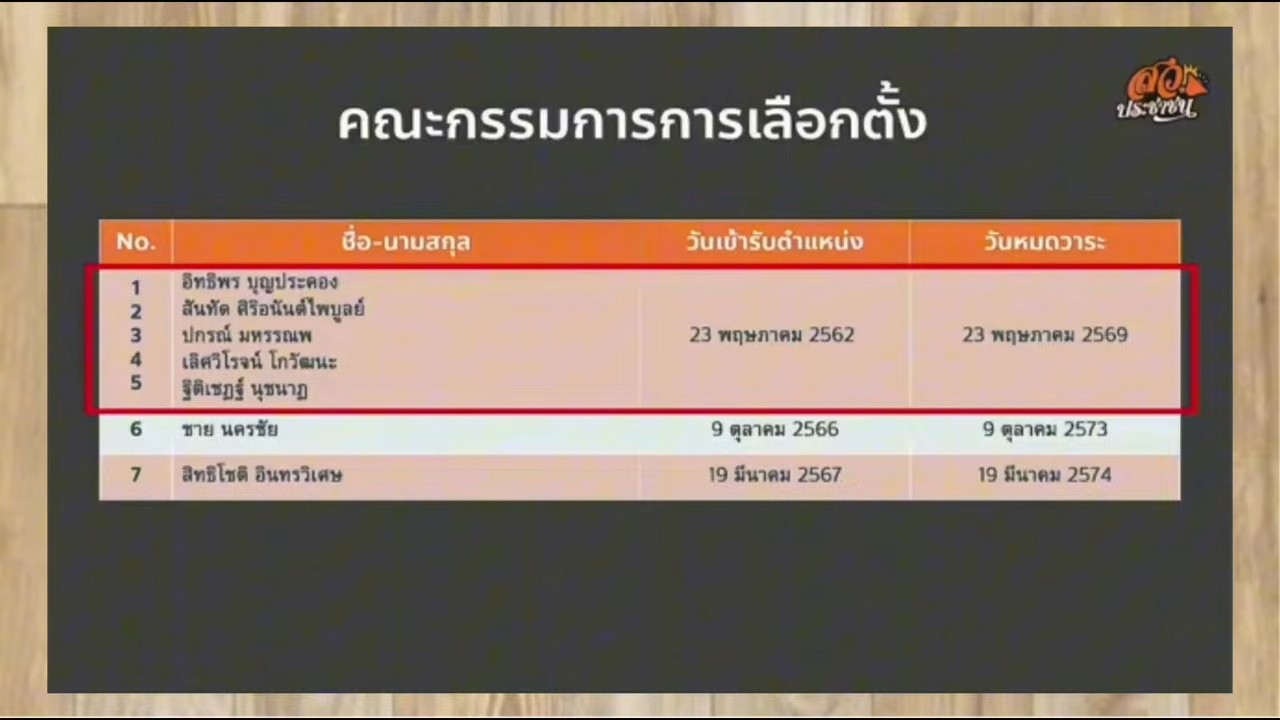 สว.
ประชาชน
คณะกรรมการการเลือกตั้ง
No. ชื่อ-นามสกุล วันเข้ารับตำแหน่ง วันหมดวาระ
1 อิทธิพร บุญประคอง
2 สันทัด ศิริอนันต์ไพบูลย์
3 ปกรณ์ มหรรณพ 23 พฤษภาคม 2562 23 พฤษภาคม 2569
4 เลิศวิโรจน์ โกวัฒนะ
5 ฐิติเชฏฐ์ นุชนาฏ
6 ชาย นครชัย 9 ตุลาคม 2566 9 ตุลาคม 2573
7 สิทธิโชติ อินทรวิเศษ 19 มีนาคม 2567 19 มีนาคม 2574